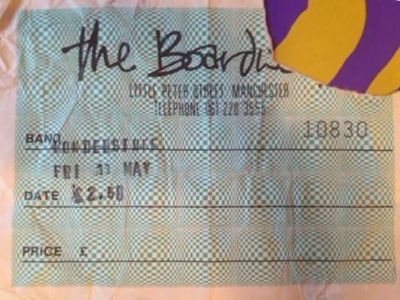 the Boardw
LITTLE PETER STREET, MANCHESTER
TELEPHONE 061 228 3555
10830
BAND WONDERSTUFF
FRI 13 MAY
DATE £2.50
PRICE £